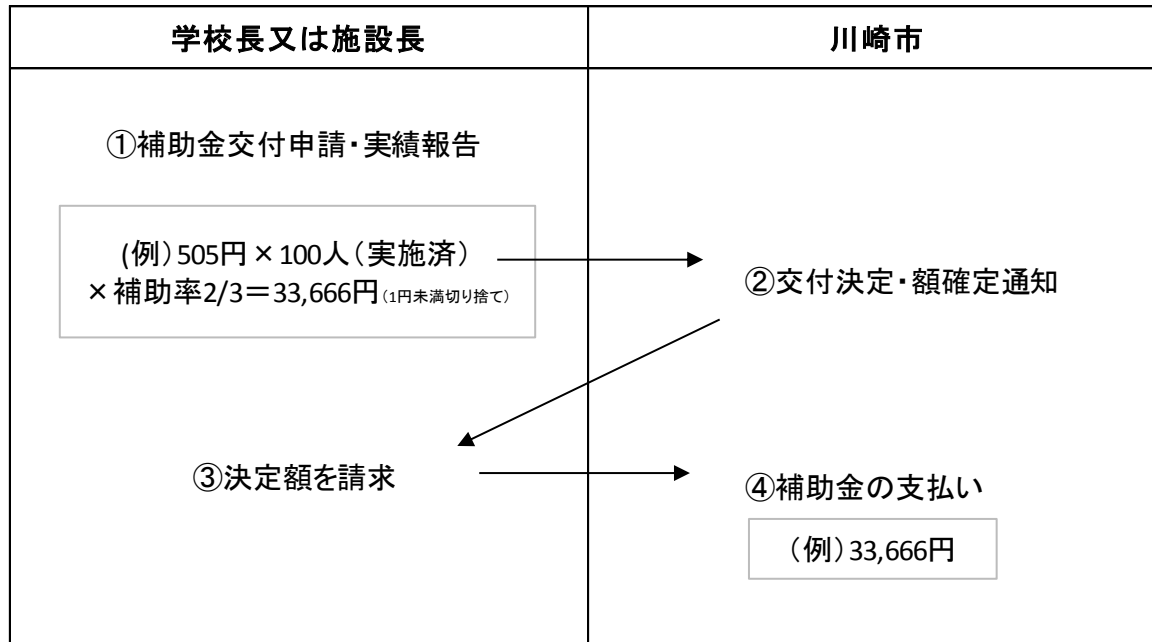 学校長又は施設長
川崎市
①補助金交付申請・実績報告
(例)505円×100人(実施済)
×補助率2/3=33,666円(1円未満切り捨て)
②交付決定・額確定通知
③決定額を請求
④補助金の支払い
(例)33,666円